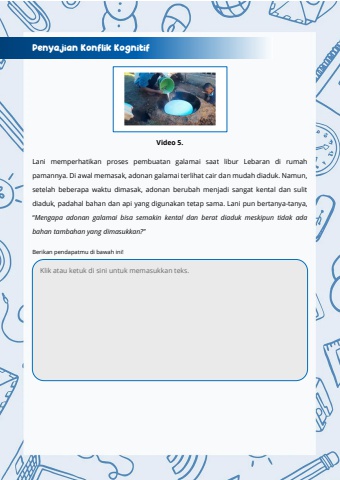 Penyajian Konflik Kognitif
Video 5.
Lani memperhatikan proses pembuatan galamai saat libur Lebaran di rumah
pamannya. Di awal memasak, adonan galamai terlihat cair dan mudah diaduk. Namun,
setelah beberapa waktu dimasak, adonan berubah menjadi sangat kental dan sulit
diaduk, padahal bahan dan api yang digunakan tetap sama. Lani pun bertanya-tanya,
"Mengapa adonan galamai bisa semakin kental dan berat diaduk meskipun tidak ada
bahan tambahan yang dimasukkan?"
Berikan pendapatmu di bawah ini!
Klik atau ketuk di sini untuk memasukkan teks.